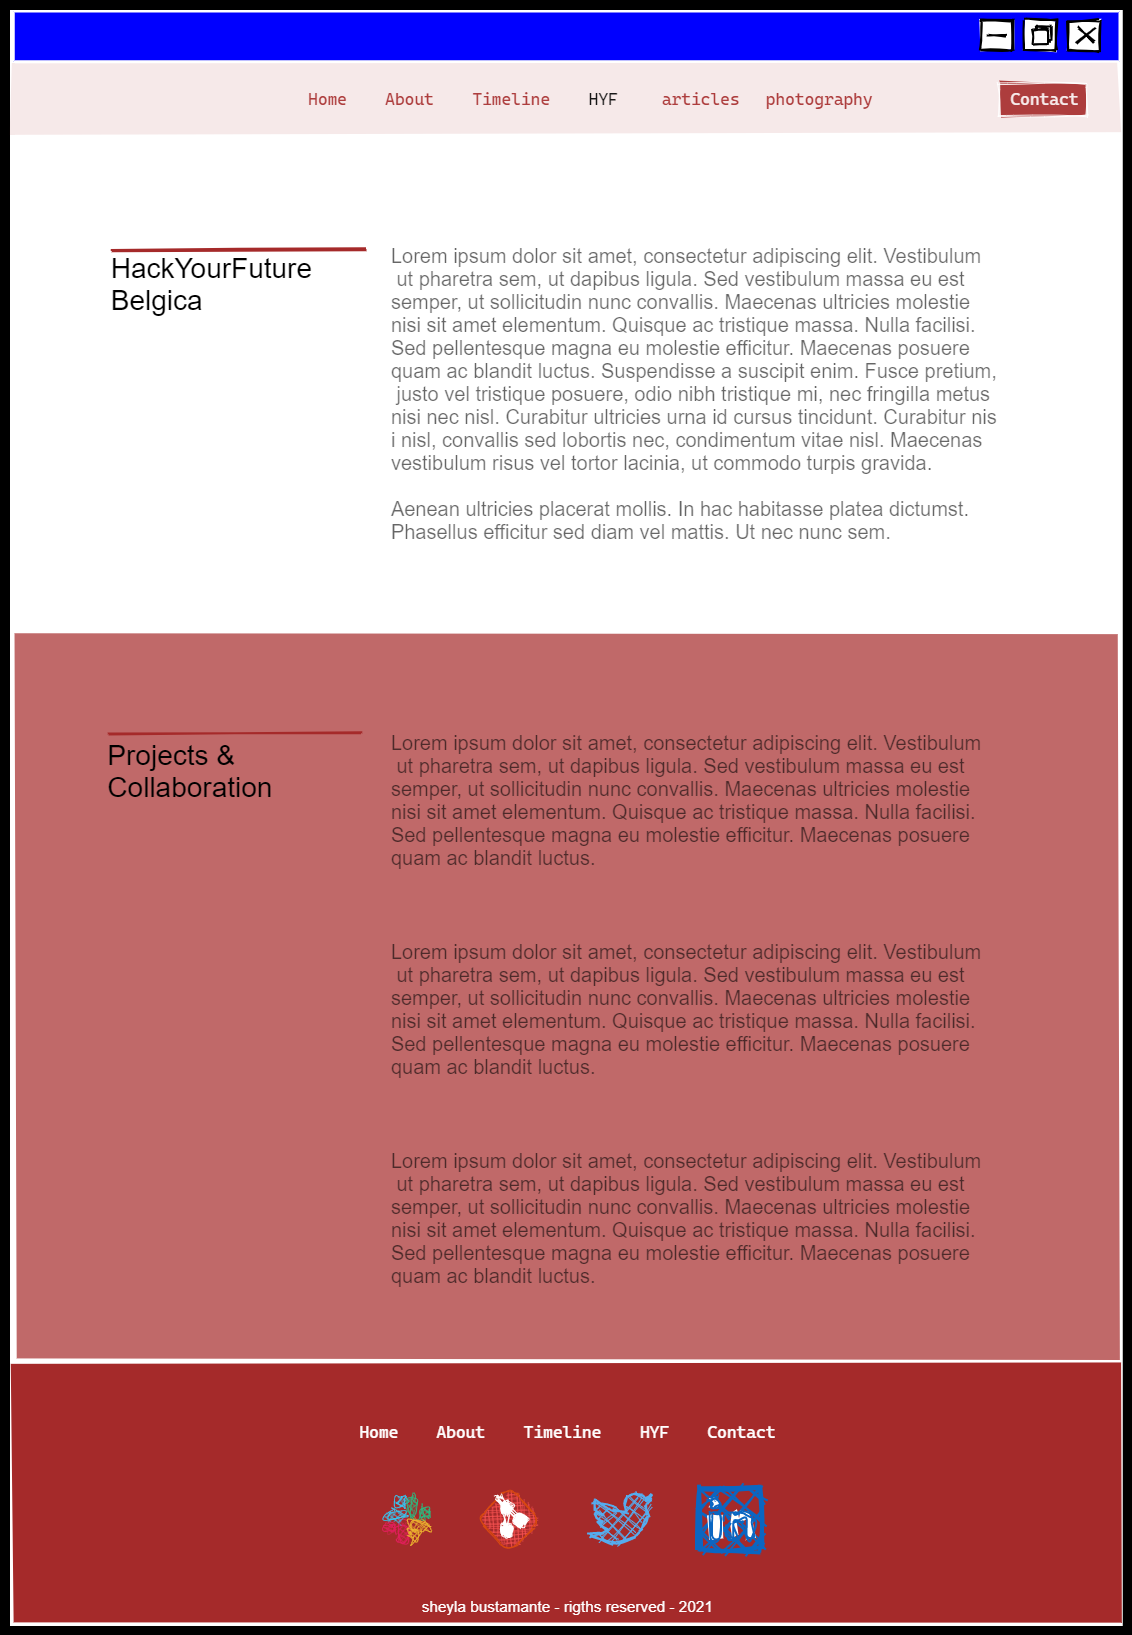 Home About Timeline HYF articles photography Contact
HackYourFuture
Belgica
Lorem ipsum dolor sit amet, consectetur adipiscing elit. Vestibulum
ut pharetra sem, ut dapibus ligula. Sed vestibulum massa eu est
semper, ut sollicitudin nunc convallis. Maecenas ultricies molestie
nisi sit amet elementum. Quisque ac tristique massa. Nulla facilisi.
Sed pellentesque magna eu molestie efficitur. Maecenas posuere
quam ac blandit luctus. Suspendisse a suscipit enim. Fusce pretium,
justo vel tristique posuere, odio nibh tristique mi, nec fringilla metus
nisi nec nisl. Curabitur ultricies urna id cursus tincidunt. Curabitur nis
i nisl, convallis sed lobortis nec, condimentum vitae nisl. Maecenas
vestibulum risus vel tortor lacinia, ut commodo turpis gravida.
Aenean ultricies placerat mollis. In hac habitasse platea dictumst.
Phasellus efficitur sed diam vel mattis. Ut nec nunc sem.
Projects &
Collaboration
Lorem ipsum dolor sit amet, consectetur adipiscing elit. Vestibulum
ut pharetra sem, ut dapibus ligula. Sed vestibulum massa eu est
semper, ut sollicitudin nunc convallis. Maecenas ultricies molestie
nisi sit amet elementum. Quisque ac tristique massa. Nulla facilisi.
Sed pellentesque magna eu molestie efficitur. Maecenas posuere
quam ac blandit luctus.
Lorem ipsum dolor sit amet, consectetur adipiscing elit. Vestibulum
ut pharetra sem, ut dapibus ligula. Sed vestibulum massa eu est
semper, ut sollicitudin nunc convallis. Maecenas ultricies molestie
nisi sit amet elementum. Quisque ac tristique massa. Nulla facilisi.
Sed pellentesque magna eu molestie efficitur. Maecenas posuere
quam ac blandit luctus.
Lorem ipsum dolor sit amet, consectetur adipiscing elit. Vestibulum
ut pharetra sem, ut dapibus ligula. Sed vestibulum massa eu est
semper, ut sollicitudin nunc convallis. Maecenas ultricies molestie
nisi sit amet elementum. Quisque ac tristique massa. Nulla facilisi.
Sed pellentesque magna eu molestie efficitur. Maecenas posuere
quam ac blandit luctus.
Home About Timeline HYF Contact
in
sheyla bustamante - rigths reserved - 2021